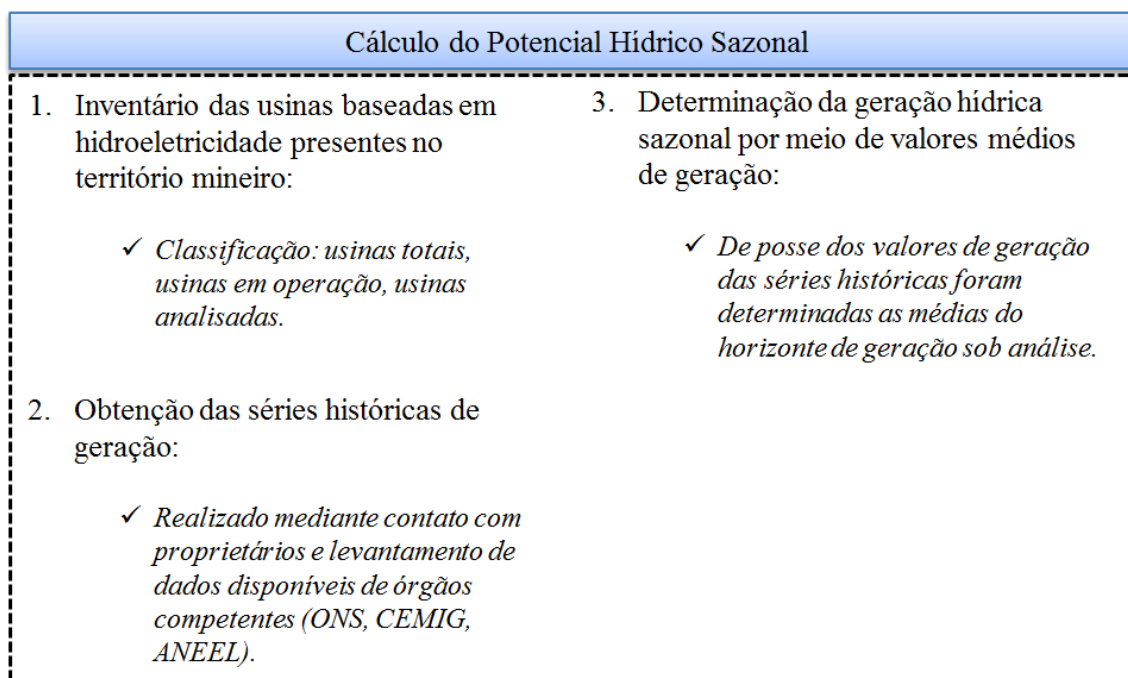 Cálculo do Potencial Hídrico Sazonal
1. Inventário das usinas baseadas em
hidroeletricidade presentes no
território mineiro:
✓ Classificação: usinas totais,
usinas em operação, usinas
analisadas.
2. Obtenção das séries históricas de
geração:
✓ Realizado mediante contato com
proprietários e levantamento de
dados disponíveis de órgãos
competentes (ONS, CEMIG,
ANEEL).
3. Determinação da geração hídrica
sazonal por meio de valores médios
de geração:
✓ De posse dos valores de geração
das séries históricas foram
determinadas as médias do
horizonte de geração sob análise.